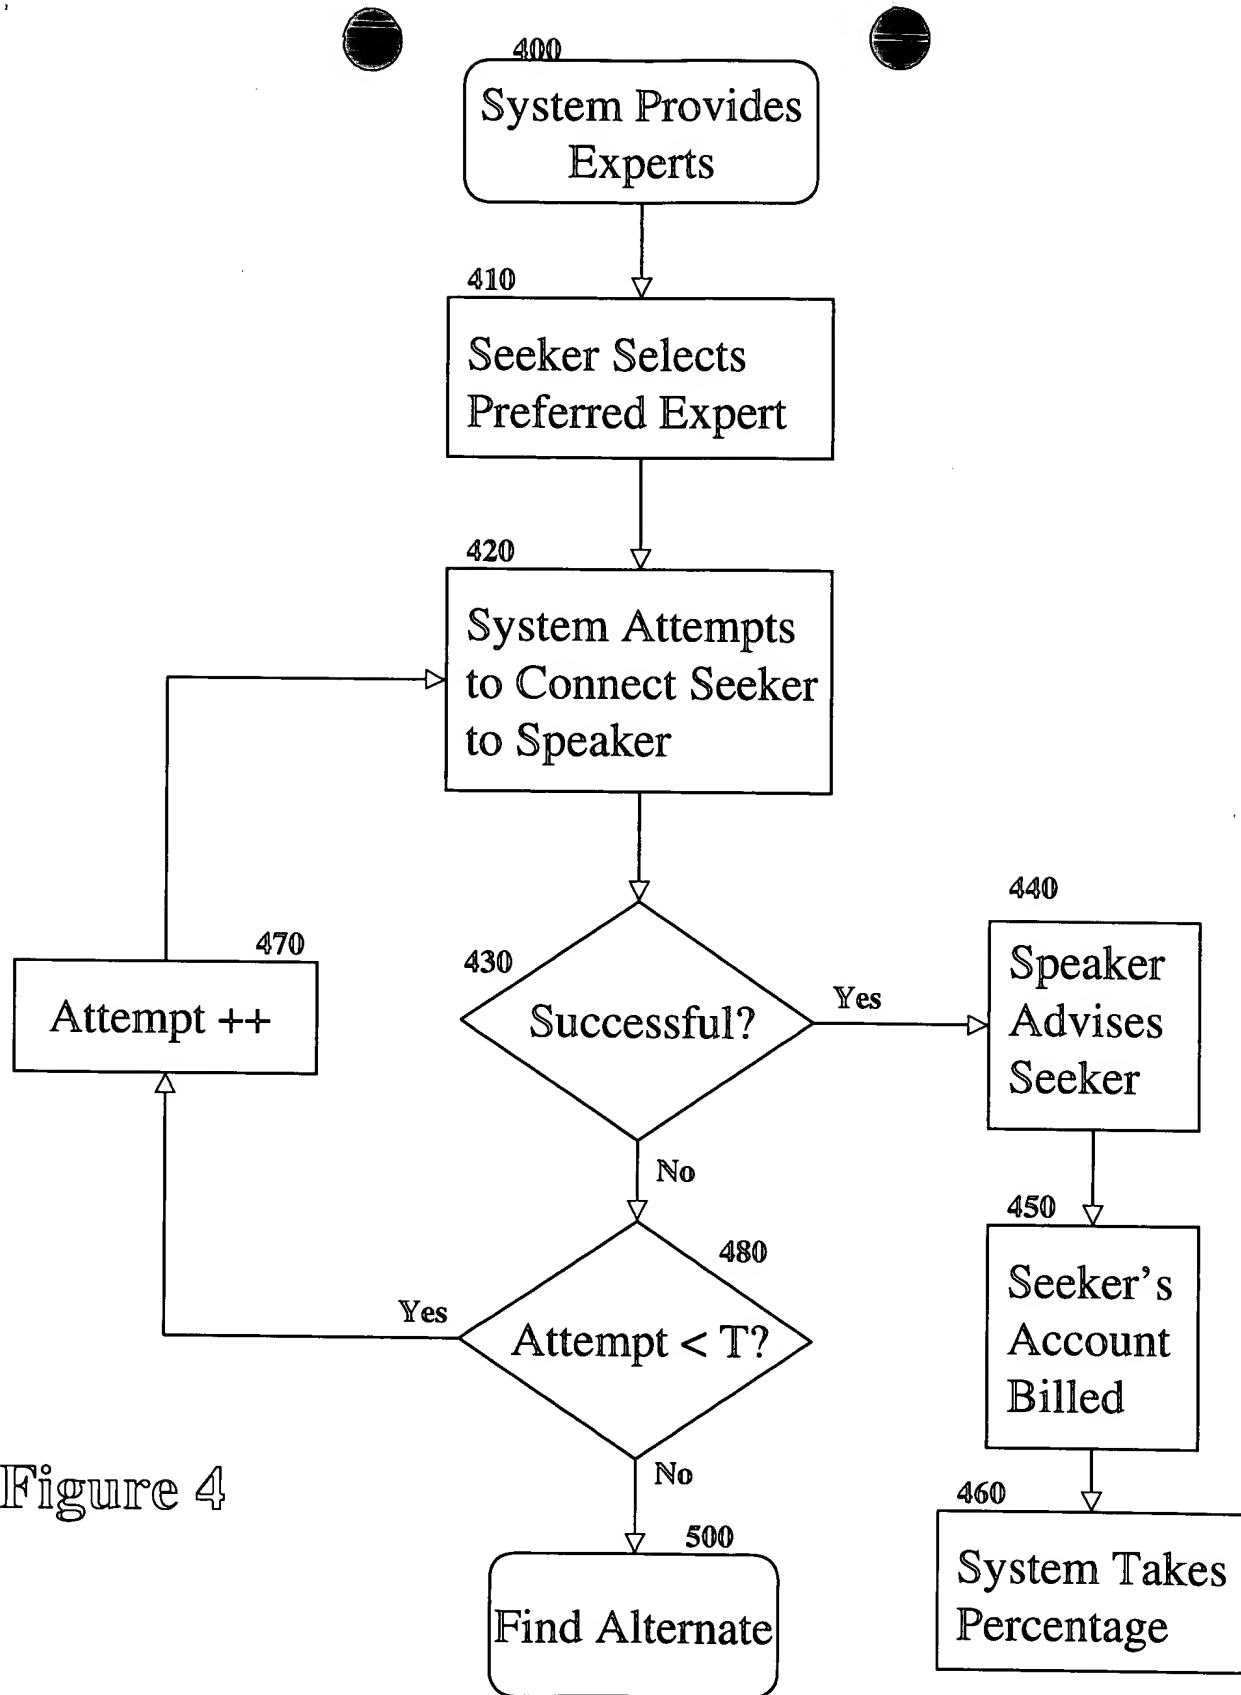 400
System Provides
Experts
410
Seeker Selects
Preferred Expert
420
System Attempts
to Connect Seeker
to Speaker
430
Successful?
Yes
440
Speaker
Advises
Seeker
470
Attempt ++
No
450
Seeker's
Account
Billed
480
Attempt < T?
Yes
No
460
System Takes
Percentage
500
Find Alternate
Figure 4